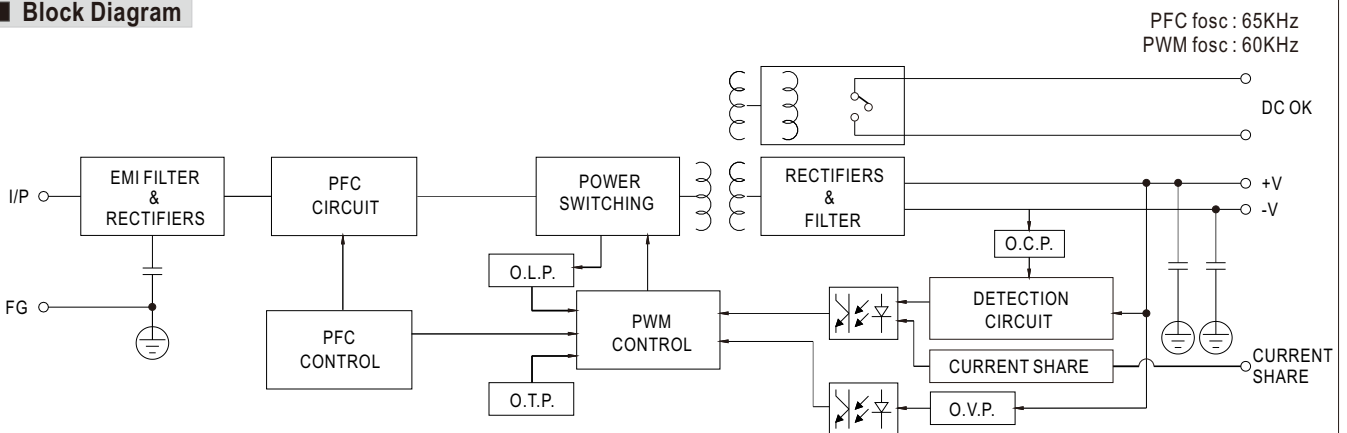 Block Diagram
PFC fosc : 65KHz
PWM fosc : 60KHz
DC OK
I/P
EMI FILTER
&
RECTIFIERS
PFC
CIRCUIT
POWER
SWITCHING
RECTIFIERS
&
FILTER
+V
-V
O.C.P.
O.L.P.
FG
PFC
CONTROL
PWM
CONTROL
DETECTION
CIRCUIT
CURRENT SHARE
CURRENT
SHARE
O.T.P.
O.V.P.